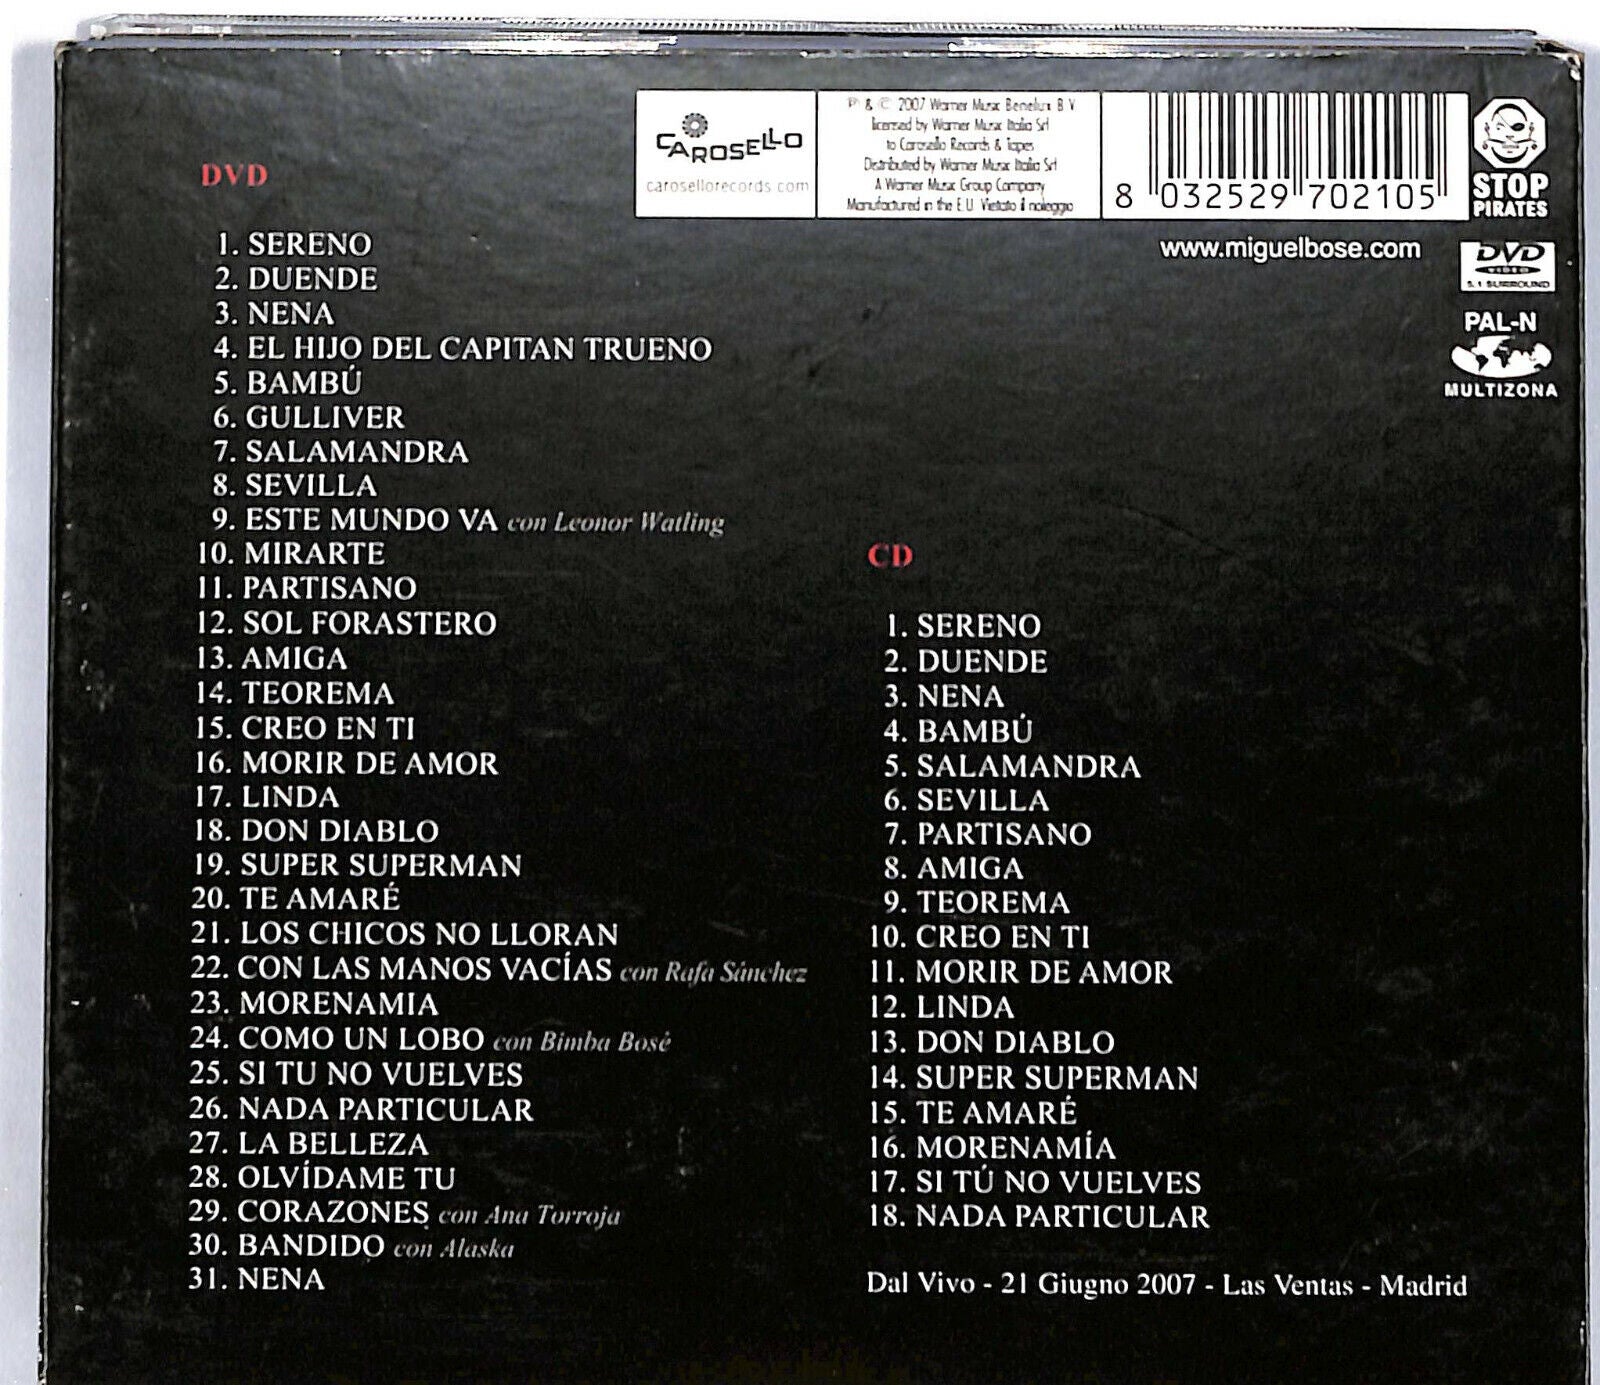 CAROSELLO
carosellorecords.com
℗ & © 2007 Warner Music Benelux B.V
licensed by Warner Music Italia Srl
to Carosello Records & Tapes
Distributed by Warner Music Italia Srl
A Warner Music Group Company
Manufactured in the E.U. Vietato il noleggio
8 032529 702105
STOP
PIRATES
www.miguelbose.com
DVD
VIDEO
5.1 SURROUND
PAL-N
MULTIZONA
DVD
1. SERENO
2. DUENDE
3. NENA
4. EL HIJO DEL CAPITAN TRUENO
5. BAMBÚ
6. GULLIVER
7. SALAMANDRA
8. SEVILLA
9. ESTE MUNDO VA con Leonor Watling
10. MIRARTE
11. PARTISANO
12. SOL FORASTERO
13. AMIGA
14. TEOREMA
15. CREO EN TI
16. MORIR DE AMOR
17. LINDA
18. DON DIABLO
19. SUPER SUPERMAN
20. TE AMARÉ
21. LOS CHICOS NO LLORAN
22. CON LAS MANOS VACÍAS con Rafa Sánchez
23. MORENAMIA
24. COMO UN LOBO con Bimba Bosé
25. SI TU NO VUELVES
26. NADA PARTICULAR
27. LA BELLEZA
28. OLVÍDAME TU
29. CORAZONES con Ana Torroja
30. BANDIDO con Alaska
31. NENA
CD
1. SERENO
2. DUENDE
3. NENA
4. BAMBÚ
5. SALAMANDRA
6. SEVILLA
7. PARTISANO
8. AMIGA
9. TEOREMA
10. CREO EN TI
11. MORIR DE AMOR
12. LINDA
13. DON DIABLO
14. SUPER SUPERMAN
15. TE AMARÉ
16. MORENAMÍA
17. SI TÚ NO VUELVES
18. NADA PARTICULAR
Dal Vivo - 21 Giugno 2007 - Las Ventas - Madrid